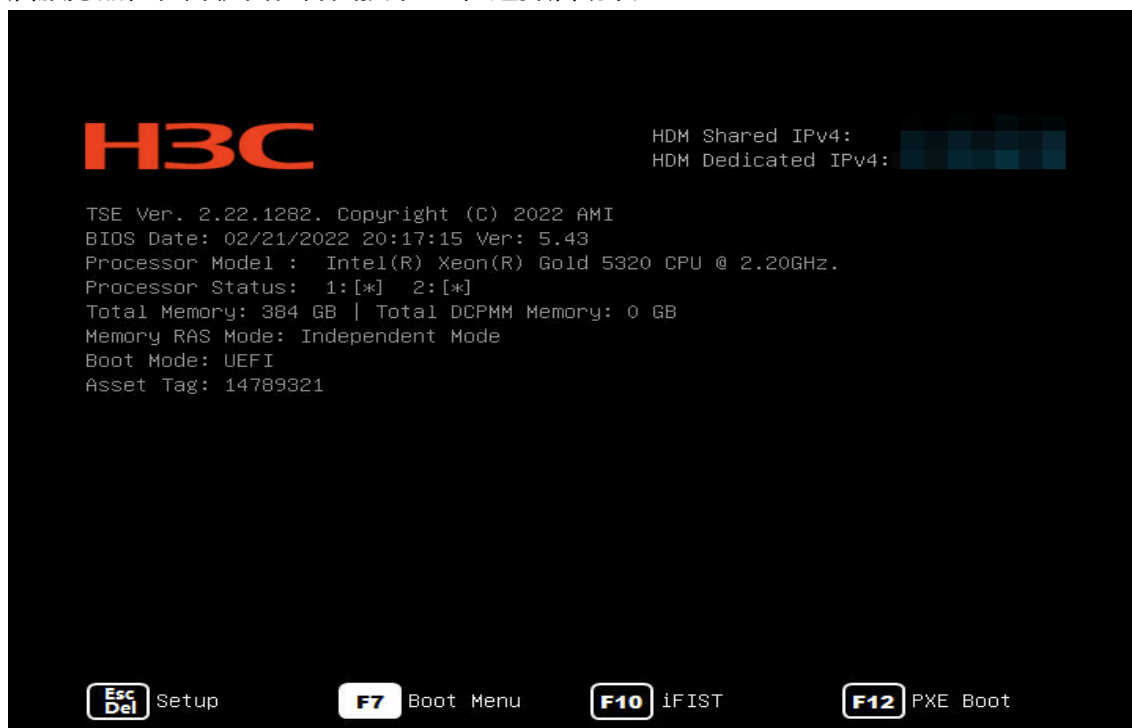 H3C
HDM Shared IPv4:
HDM Dedicated IPv4:
TSE Ver. 2.22.1282. Copyright (C) 2022 AMI
BIOS Date: 02/21/2022 20:17:15 Ver: 5.43
Processor Model :  Intel(R) Xeon(R) Gold 5320 CPU @ 2.20GHz.
Processor Status:  1:[*]  2:[*]
Total Memory: 384 GB | Total DCPMM Memory: 0 GB
Memory RAS Mode: Independent Mode
Boot Mode: UEFI
Asset Tag: 14789321
Esc Del Setup F7 Boot Menu F10 iFIST F12 PXE Boot